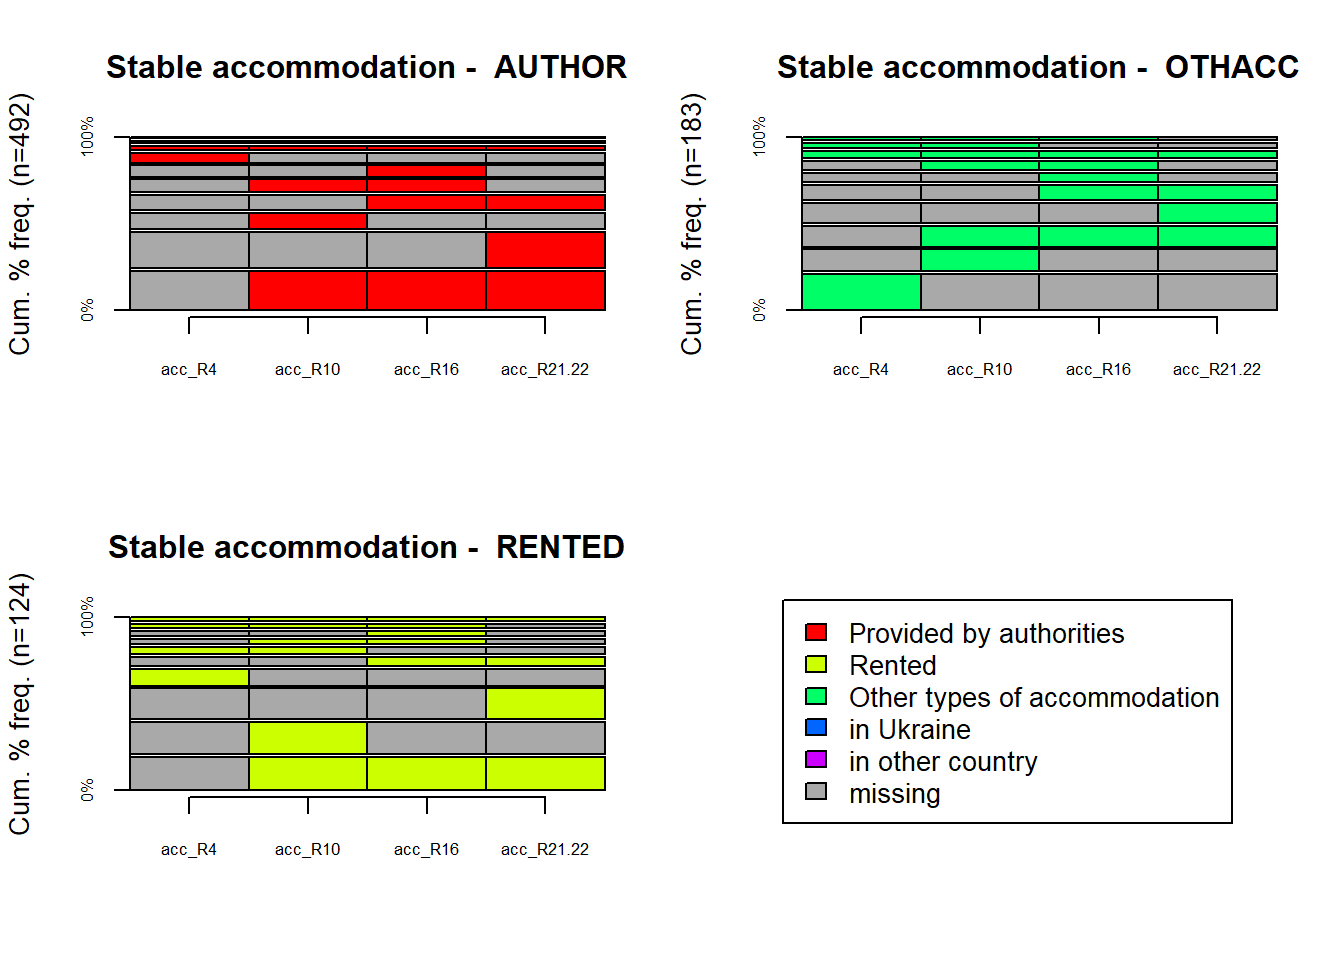 Stable accommodation -  AUTHOR
Cum. % freq. (n=492)
100%
0%
acc_R4 acc_R10 acc_R16 acc_R21.22
Stable accommodation -  OTHACC
Cum. % freq. (n=183)
100%
0%
acc_R4 acc_R10 acc_R16 acc_R21.22
Stable accommodation -  RENTED
Cum. % freq. (n=124)
100%
0%
acc_R4 acc_R10 acc_R16 acc_R21.22
Provided by authorities
Rented
Other types of accommodation
in Ukraine
in other country
missing